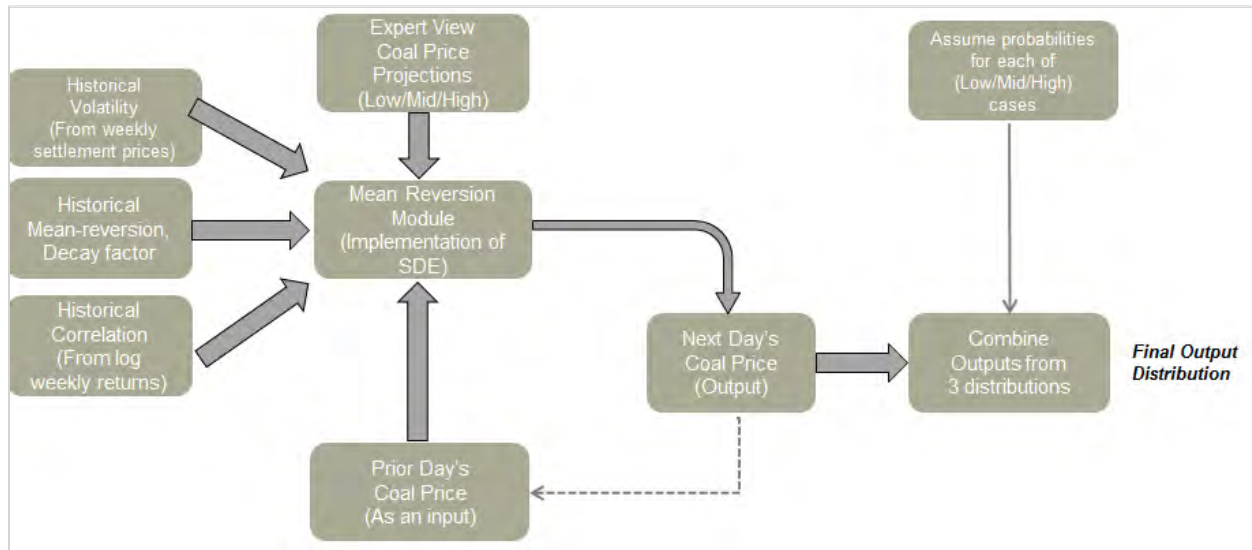 Expert View
Coal Price
Projections
(Low/Mid/High)
Assume probabilities
for each of
(Low/Mid/High)
cases
Historical
Volatility
(From weekly
settlement prices)
Historical
Mean-reversion,
Decay factor
Mean Reversion
Module
(Implementation of
SDE)
Historical
Correlation
(From log
weekly returns)
Next Day's
Coal Price
(Output)
Combine
Outputs from
3 distributions
Final Output
Distribution
Prior Day's
Coal Price
(As an input)